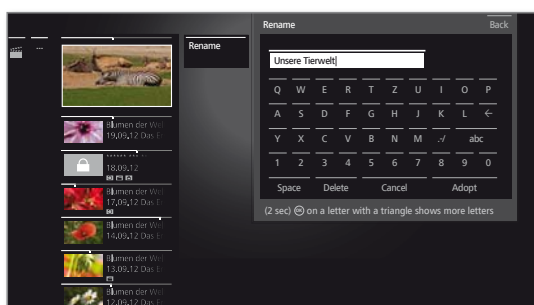 Rename
Back
...
Rename
Unsere Tierwelt
Q W E R T Z U I O P
A S D F G H J K L ←
Y X C V B N M .-/ abc
1 2 3 4 5 6 7 8 9 0
Space Delete Cancel Adopt
(2 sec) OK on a letter with a triangle shows more letters
Blumen der Wel
19.09.12 Das E
18.09.12
Blumen der Wel
17.09.12 Das E
Blumen der Wel
14.09.12 Das E
Blumen der Wel
13.09.12 Das E
Blumen der Wel
12.09.12 Das E